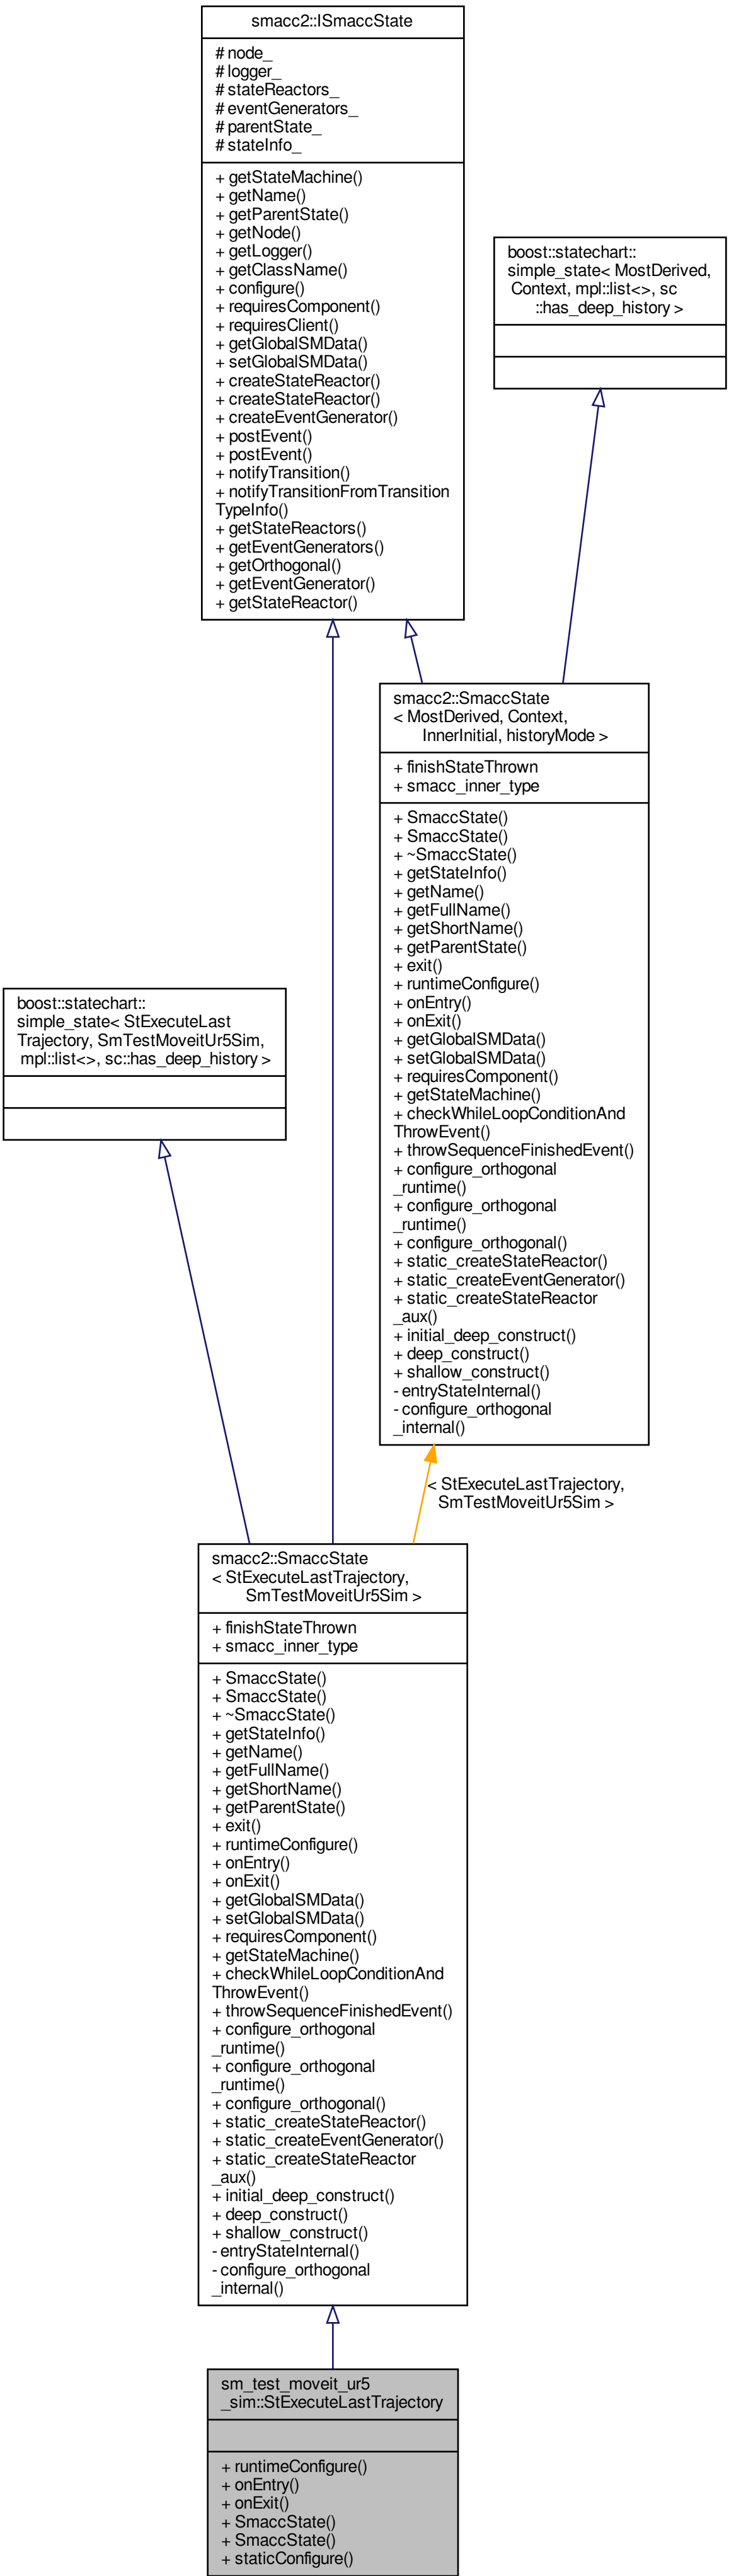 smacc2::ISmaccState
# node_
# logger_
# stateReactors_
# eventGenerators_
# parentState_
# stateInfo_
+ getStateMachine()
+ getName()
+ getParentState()
+ getNode()
+ getLogger()
+ getClassName()
+ configure()
+ requiresComponent()
+ requiresClient()
+ getGlobalSMData()
+ setGlobalSMData()
+ createStateReactor()
+ createStateReactor()
+ createEventGenerator()
+ postEvent()
+ postEvent()
+ notifyTransition()
+ notifyTransitionFromTransition
TypeInfo()
+ getStateReactors()
+ getEventGenerators()
+ getOrthogonal()
+ getEventGenerator()
+ getStateReactor()
boost::statechart::
simple_state< MostDerived,
Context, mpl::list<>, sc
::has_deep_history >
smacc2::SmaccState
< MostDerived, Context,
InnerInitial, historyMode >
+ finishStateThrown
+ smacc_inner_type
+ SmaccState()
+ SmaccState()
+ ~SmaccState()
+ getStateInfo()
+ getName()
+ getFullName()
+ getShortName()
+ getParentState()
+ exit()
+ runtimeConfigure()
+ onEntry()
+ onExit()
+ getGlobalSMData()
+ setGlobalSMData()
+ requiresComponent()
+ getStateMachine()
+ checkWhileLoopConditionAnd
ThrowEvent()
+ throwSequenceFinishedEvent()
+ configure_orthogonal
_runtime()
+ configure_orthogonal
_runtime()
+ configure_orthogonal()
+ static_createStateReactor()
+ static_createEventGenerator()
+ static_createStateReactor
_aux()
+ initial_deep_construct()
+ deep_construct()
+ shallow_construct()
- entryStateInternal()
- configure_orthogonal
_internal()
boost::statechart::
simple_state< StExecuteLast
Trajectory, SmTestMoveitUr5Sim,
mpl::list<>, sc::has_deep_history >
< StExecuteLastTrajectory,
SmTestMoveitUr5Sim >
smacc2::SmaccState
< StExecuteLastTrajectory,
SmTestMoveitUr5Sim >
+ finishStateThrown
+ smacc_inner_type
+ SmaccState()
+ SmaccState()
+ ~SmaccState()
+ getStateInfo()
+ getName()
+ getFullName()
+ getShortName()
+ getParentState()
+ exit()
+ runtimeConfigure()
+ onEntry()
+ onExit()
+ getGlobalSMData()
+ setGlobalSMData()
+ requiresComponent()
+ getStateMachine()
+ checkWhileLoopConditionAnd
ThrowEvent()
+ throwSequenceFinishedEvent()
+ configure_orthogonal
_runtime()
+ configure_orthogonal
_runtime()
+ configure_orthogonal()
+ static_createStateReactor()
+ static_createEventGenerator()
+ static_createStateReactor
_aux()
+ initial_deep_construct()
+ deep_construct()
+ shallow_construct()
- entryStateInternal()
- configure_orthogonal
_internal()
sm_test_moveit_ur5
_sim::StExecuteLastTrajectory
+ runtimeConfigure()
+ onEntry()
+ onExit()
+ SmaccState()
+ SmaccState()
+ staticConfigure()